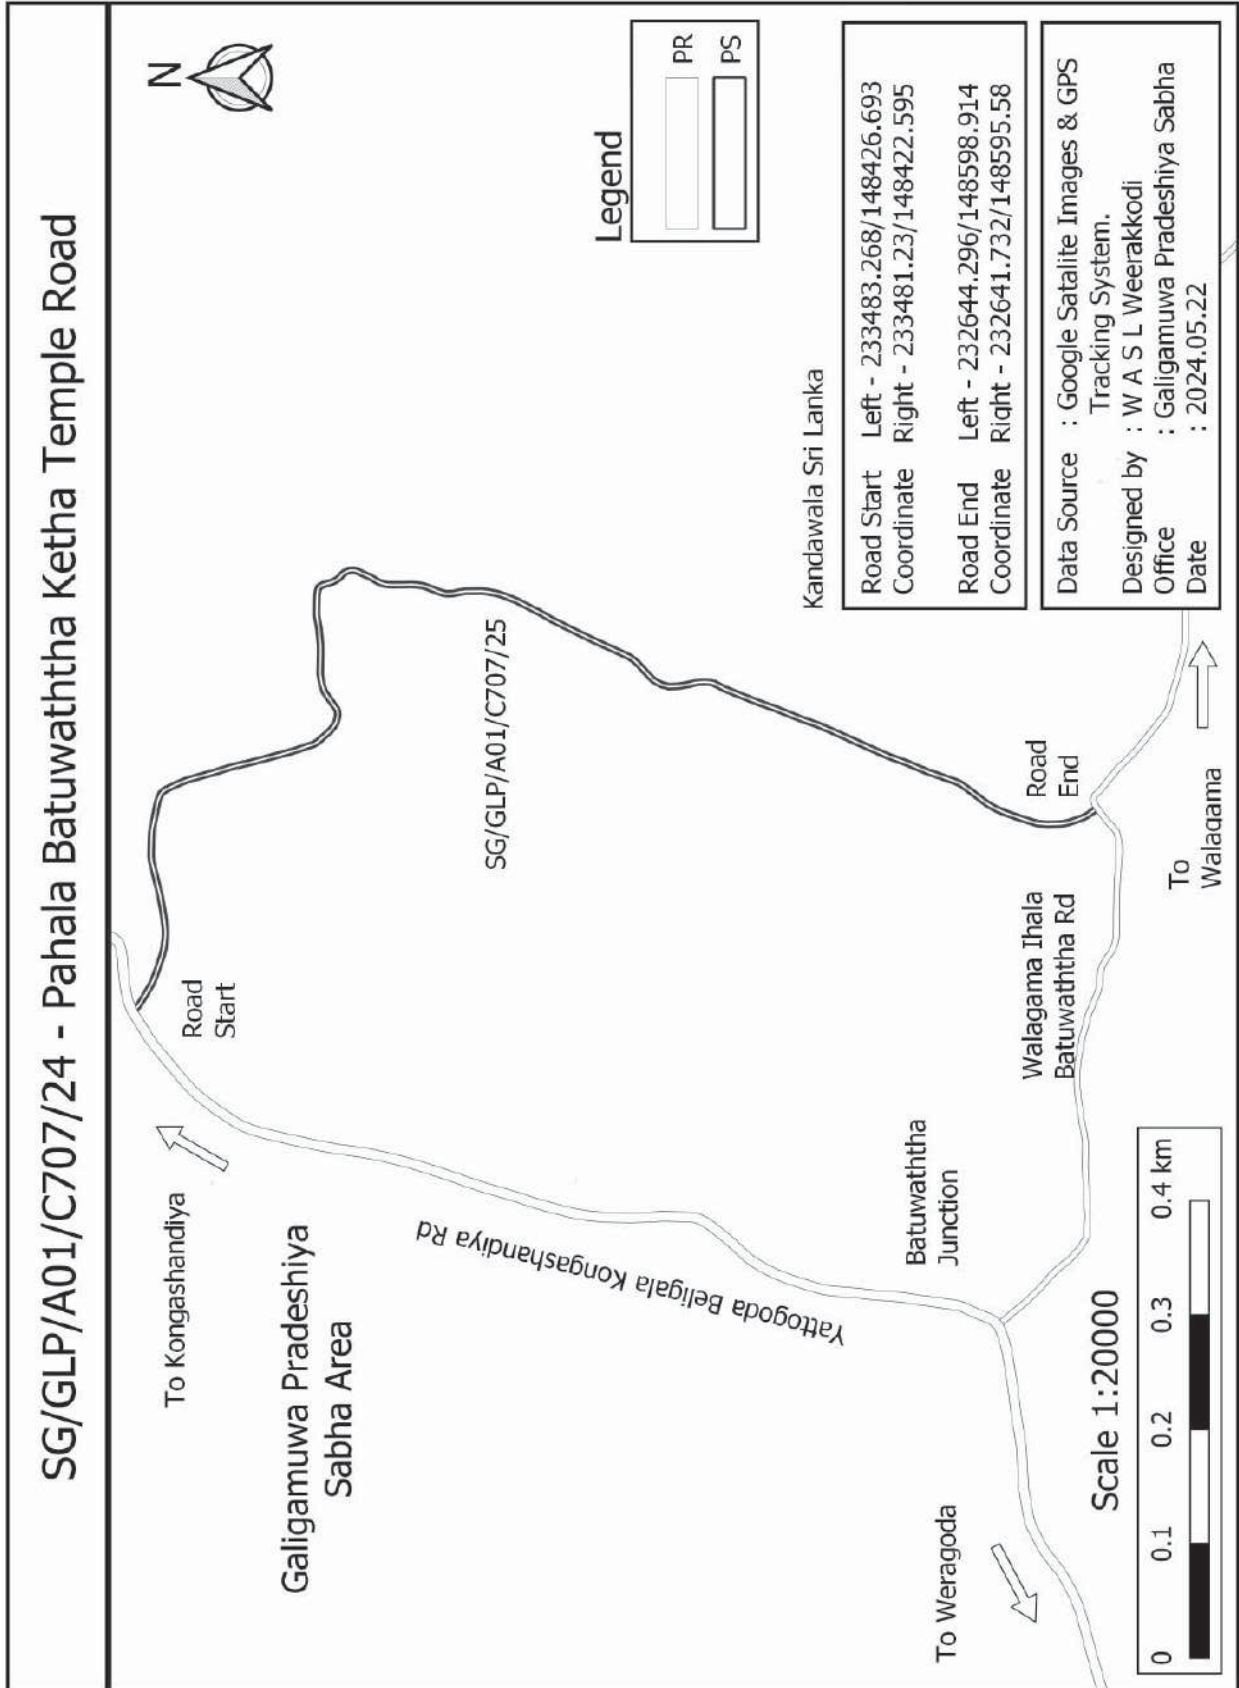 SG/GLP/A01/C707/24 - Pahala Batuwaththa Ketha Temple Road
N
To Kongashandiya
Road
Start
Galigamuwa Pradeshiya
Sabha Area
Yattogoda Beligala Kongashandiya Rd
SG/GLP/A01/C707/25
Legend
PR
PS
Batuwaththa
Junction
To Weragoda
Walagama Ihala
Batuwaththa Rd
Road
End
To
Walagama
Scale 1:20000
0 0.1 0.2 0.3 0.4 km
Kandawala Sri Lanka
Road Start Left - 233483.268/148426.693
Coordinate Right - 233481.23/148422.595
Road End Left - 232644.296/148598.914
Coordinate Right - 232641.732/148595.58
Data Source : Google Satalite Images & GPS
Tracking System.
Designed by : W A S L Weerakkodi
Office : Galigamuwa Pradeshiya Sabha
Date : 2024.05.22